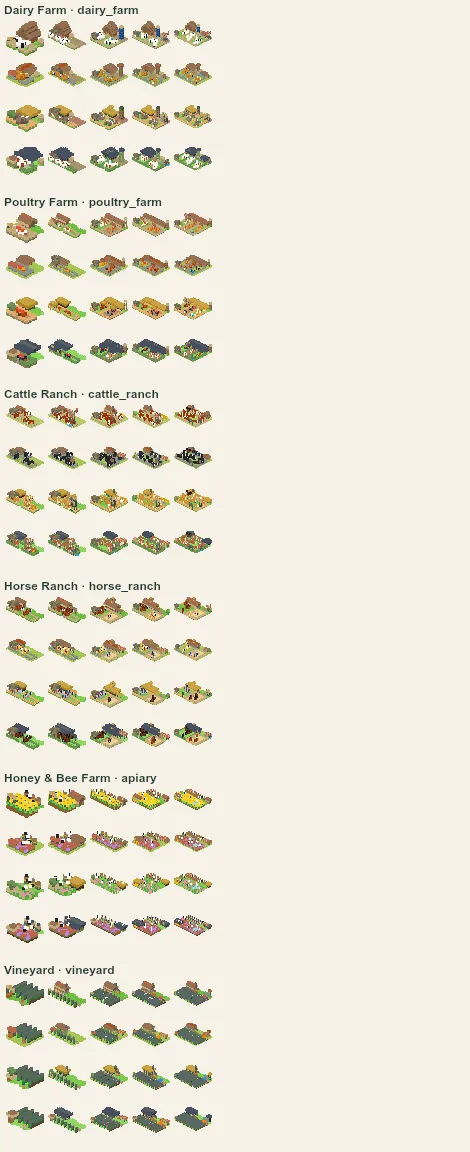 Dairy Farm · dairy_farm
Poultry Farm · poultry_farm
Cattle Ranch · cattle_ranch
Horse Ranch · horse_ranch
Honey & Bee Farm · apiary
Vineyard · vineyard